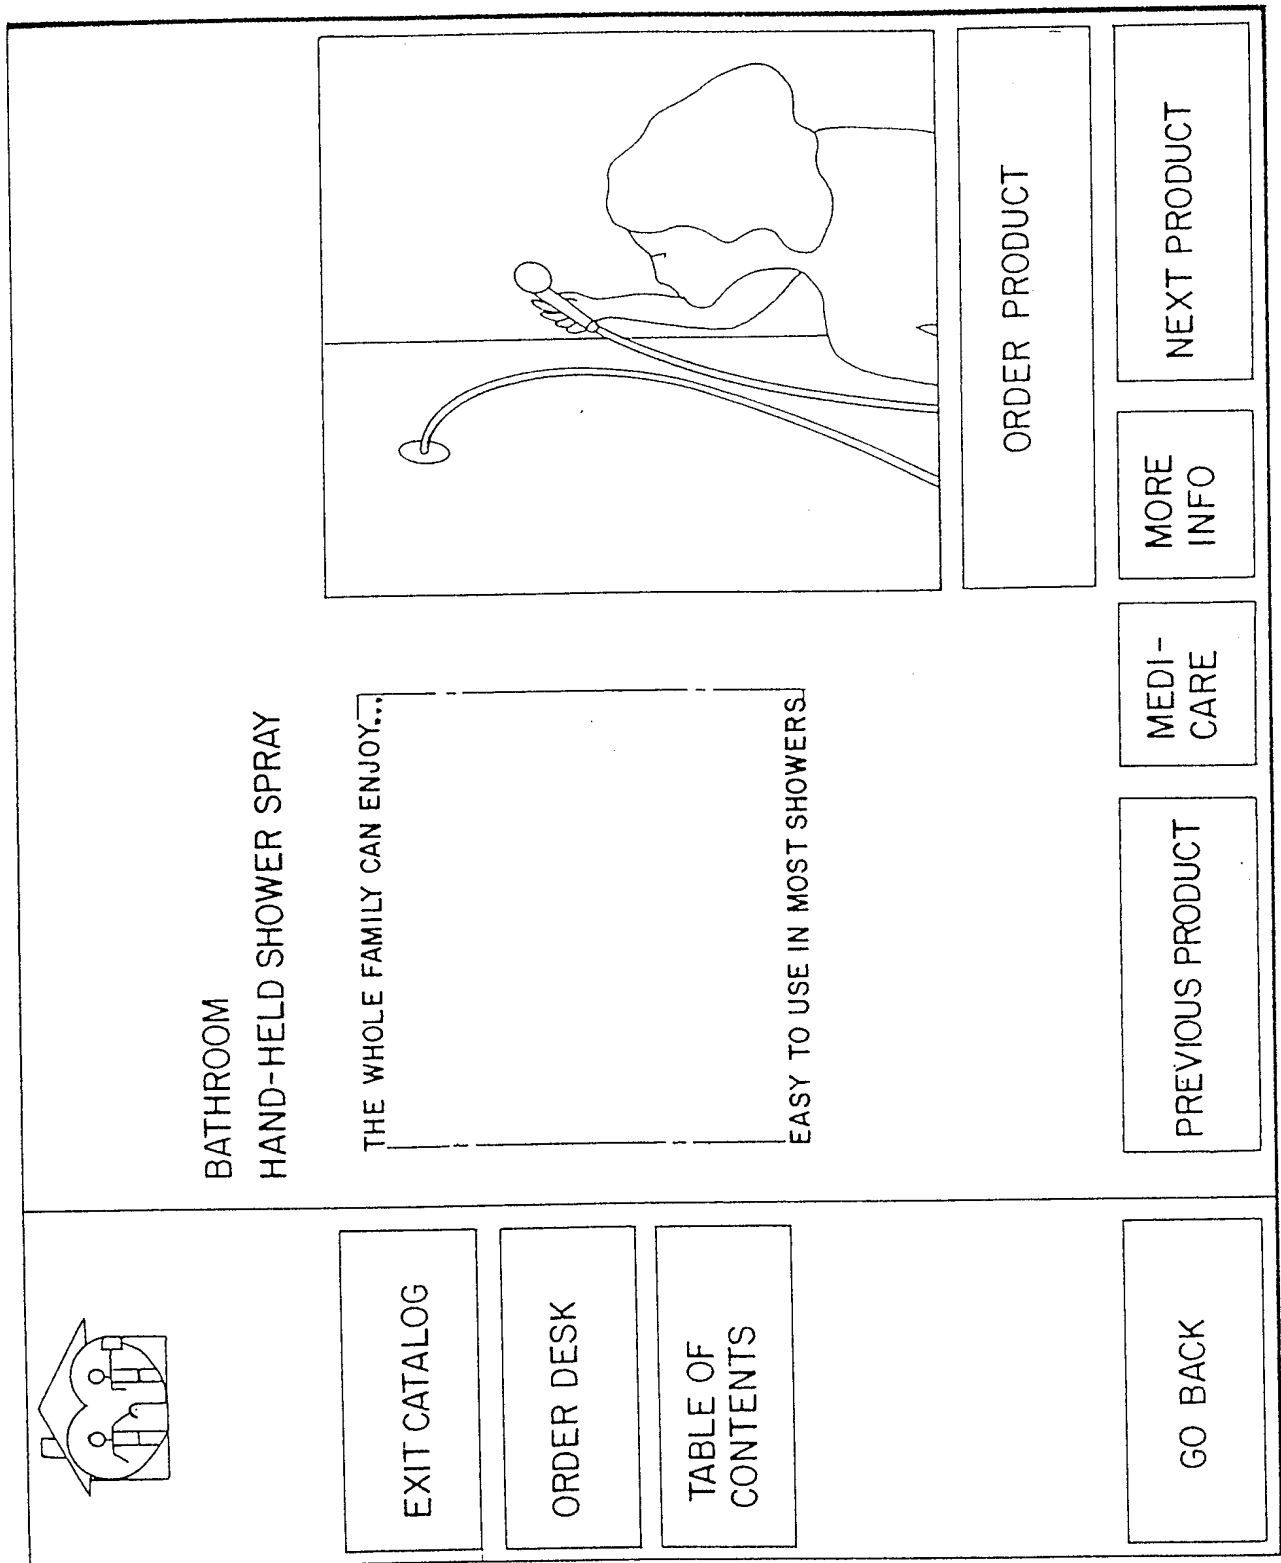 BATHROOM
HAND-HELD SHOWER SPRAY
THE WHOLE FAMILY CAN ENJOY...
EASY TO USE IN MOST SHOWERS
EXIT CATALOG
ORDER DESK
TABLE OF
CONTENTS
ORDER PRODUCT
GO BACK
PREVIOUS PRODUCT
MEDI-
CARE
MORE
INFO
NEXT PRODUCT